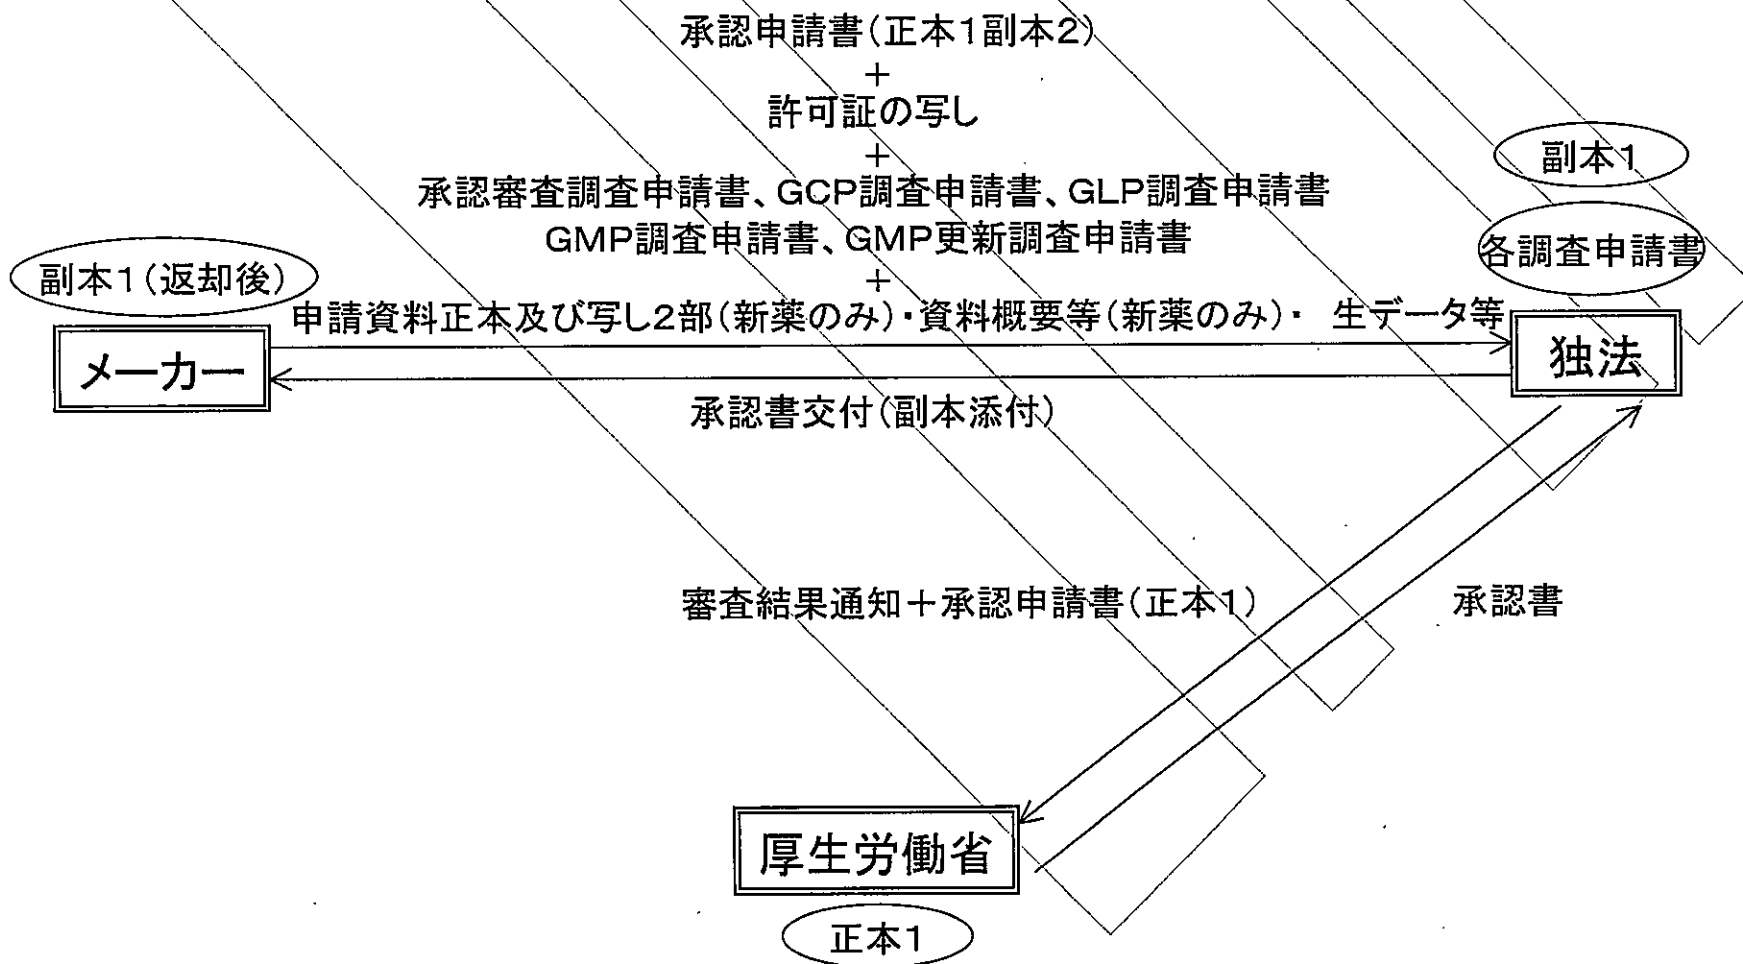 承認申請書(正本1副本2)
+
許可証の写し
+
承認審査調査申請書、GCP調査申請書、GLP調査申請書
GMP調査申請書、GMP更新調査申請書
+
申請資料正本及び写し2部(新薬のみ)・資料概要等(新薬のみ)・ 生データ等
副本1
各調査申請書
副本1(返却後)
メーカー
独法
承認書交付(副本添付)
審査結果通知+承認申請書(正本1)
承認書
厚生労働省
正本1